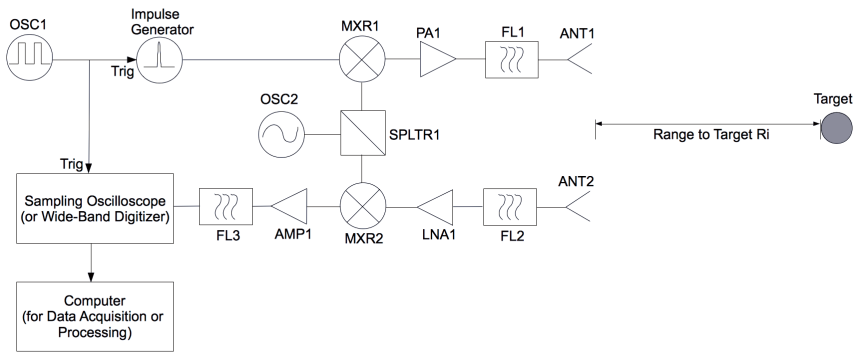 OSC1
Impulse
Generator
MXR1
PA1
FL1
ANT1
Trig
OSC2
SPLTR1
Target
Range to Target Ri
Trig
Sampling Oscilloscope
(or Wide-Band Digitizer)
FL3
AMP1
MXR2
LNA1
FL2
ANT2
Computer
(for Data Acquisition or
Processing)